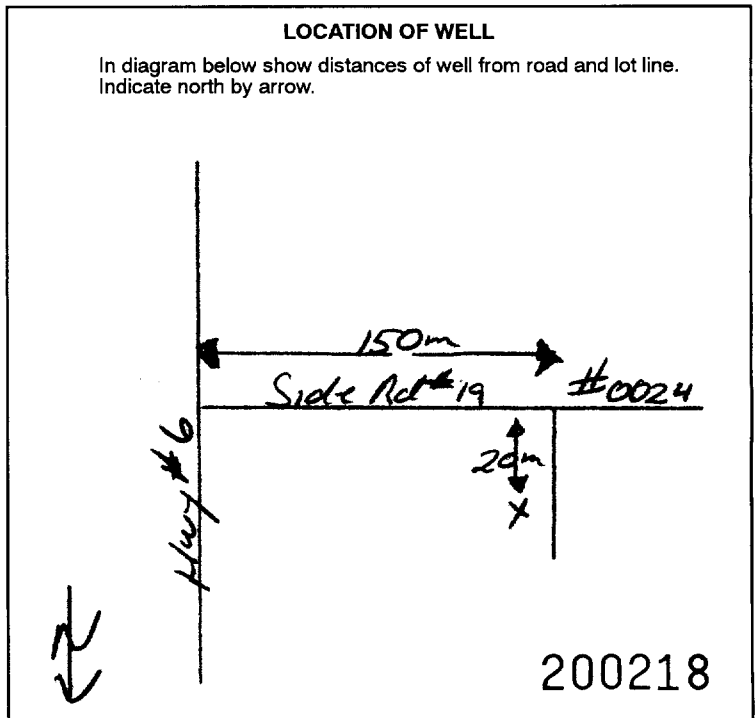 LOCATION OF WELL
In diagram below show distances of well from road and lot line.
Indicate north by arrow.
150m
Side Rd # 19
#0024
Hwy #6
20m
X
N
200218